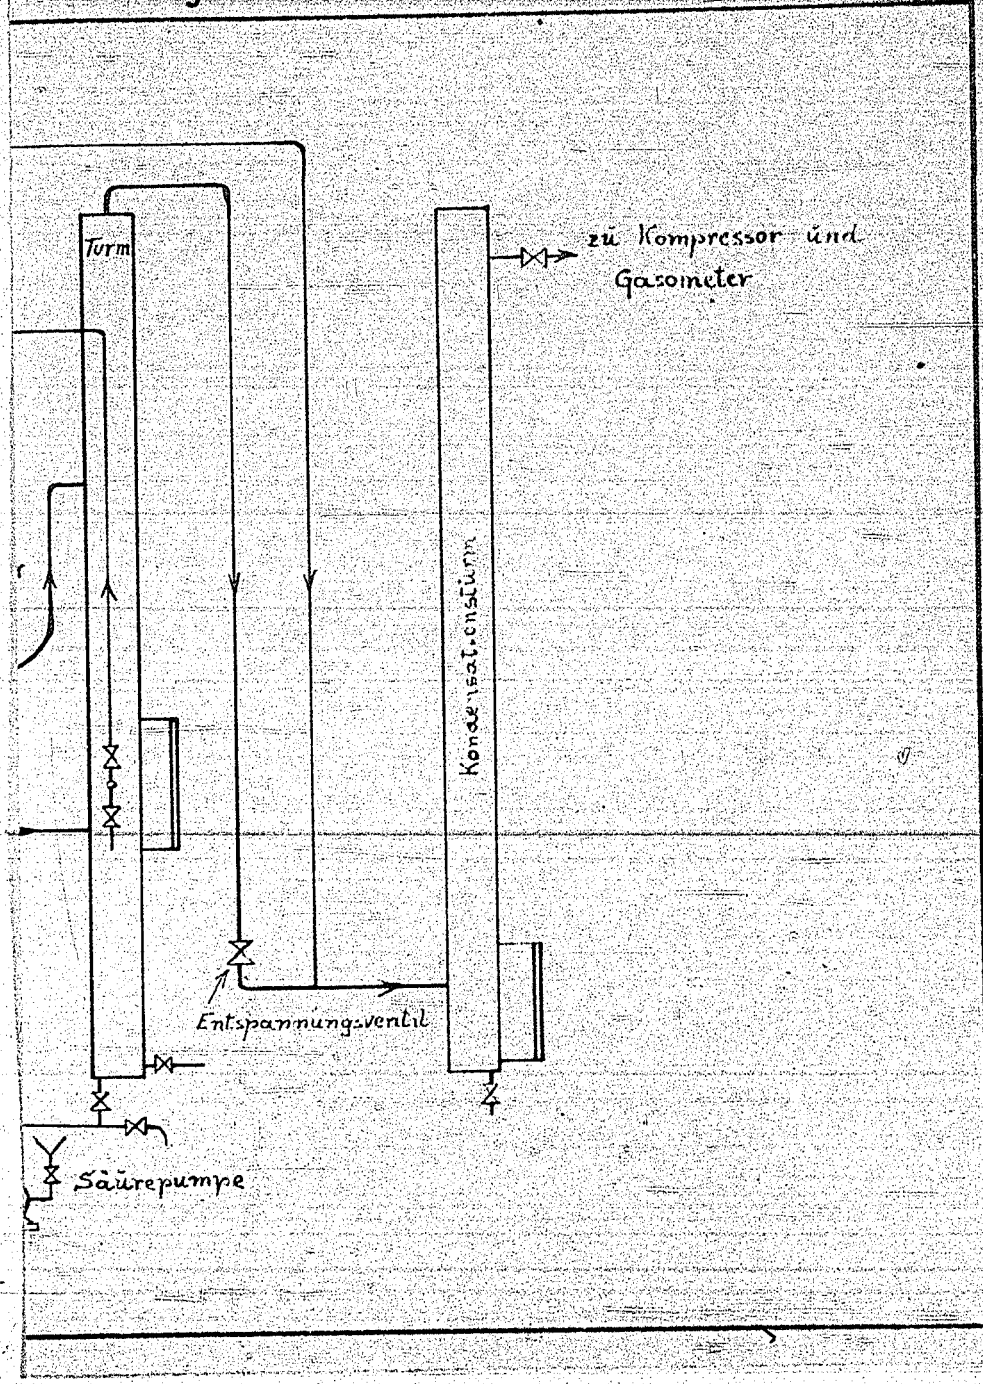 Turm
zu Kompressor und
Gasometer
Kondensationsturm
Entspannungsventil
Säurepumpe